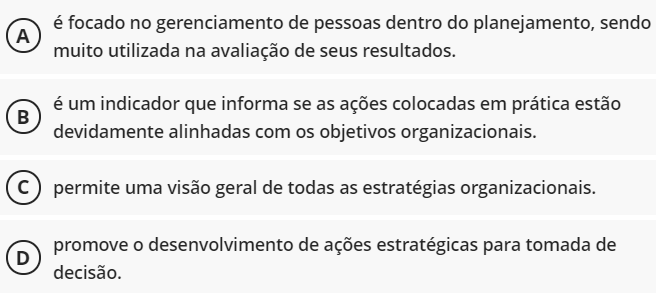 A é focado no gerenciamento de pessoas dentro do planejamento, sendo
muito utilizada na avaliação de seus resultados.
B é um indicador que informa se as ações colocadas em prática estão
devidamente alinhadas com os objetivos organizacionais.
C permite uma visão geral de todas as estratégias organizacionais.
D promove o desenvolvimento de ações estratégicas para tomada de
decisão.